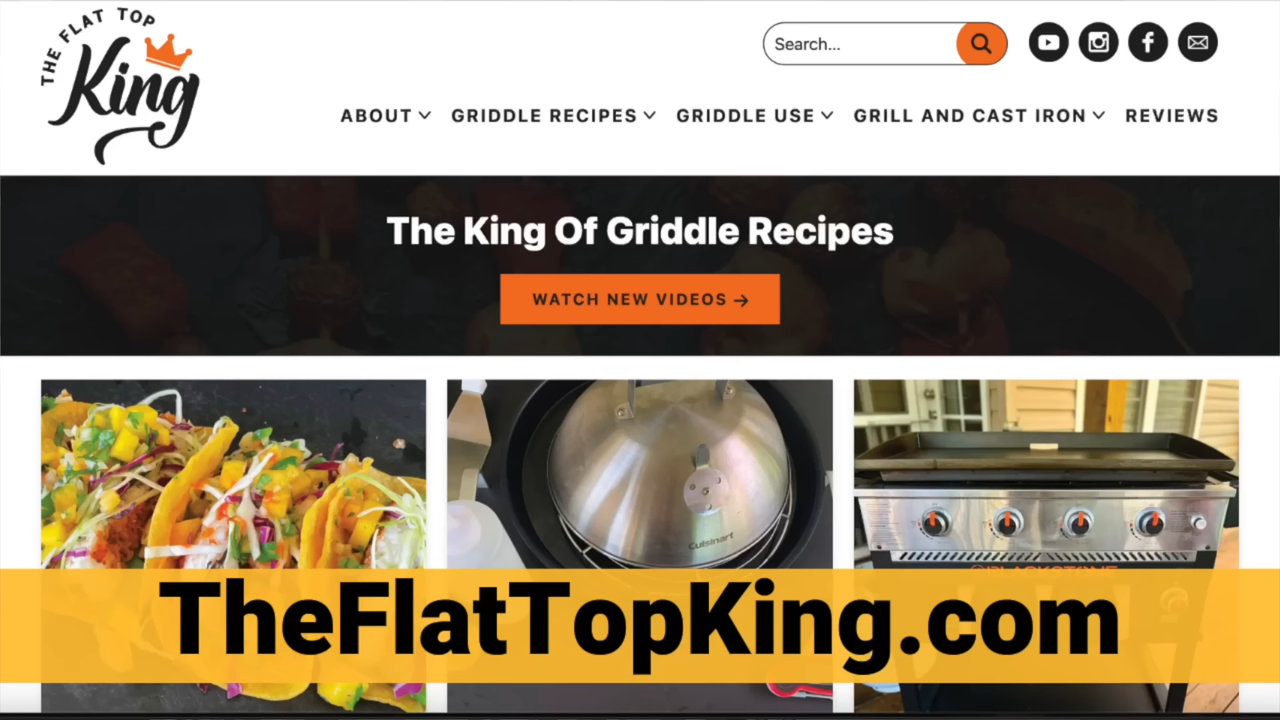 THE FLAT TOP
King
Search...
ABOUT GRIDDLE RECIPES GRIDDLE USE GRILL AND CAST IRON REVIEWS
The King Of Griddle Recipes
WATCH NEW VIDEOS →
Cuisinart
BLACKSTONE
TheFlatTopKing.com